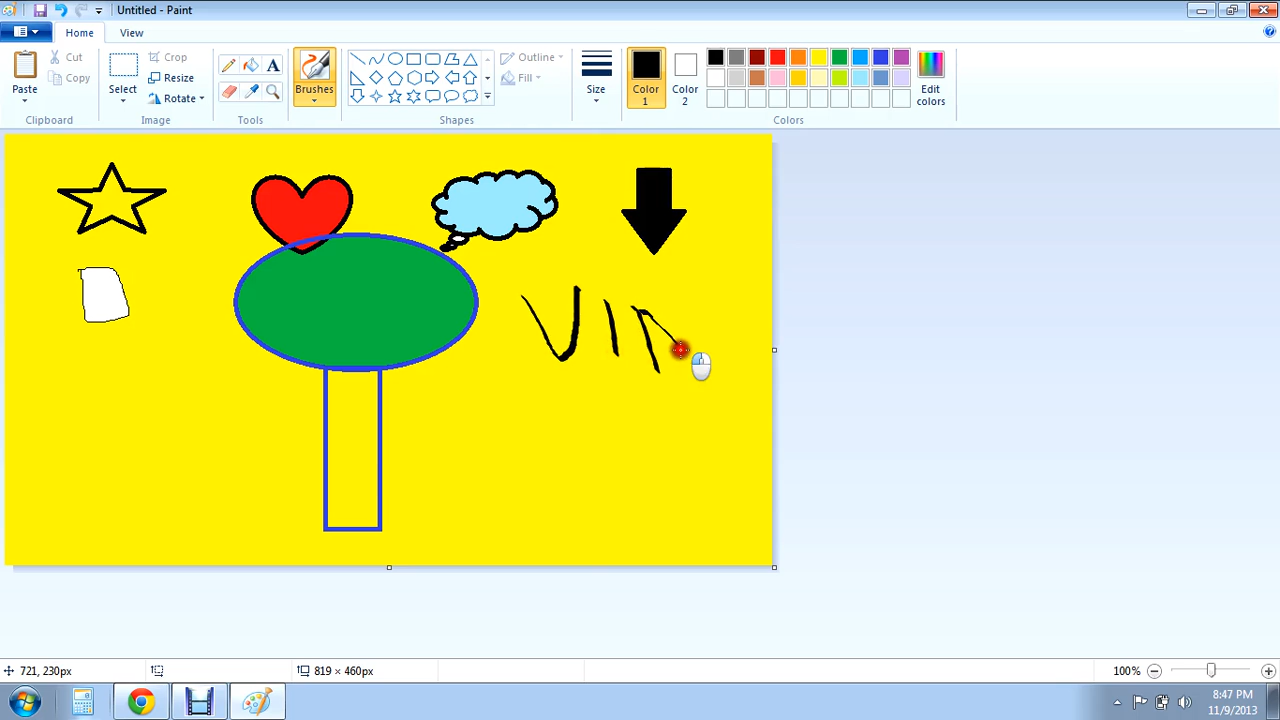 Untitled - Paint
Home
View
Paste
Cut
Copy
Clipboard
Select
Crop
Resize
Rotate
Image
A
Tools
Brushes
Shapes
Outline
Fill
Size
Color 1
Color 2
Edit colors
Colors
VIN
721, 230px
819 × 460px
100%
8:47 PM
11/9/2013